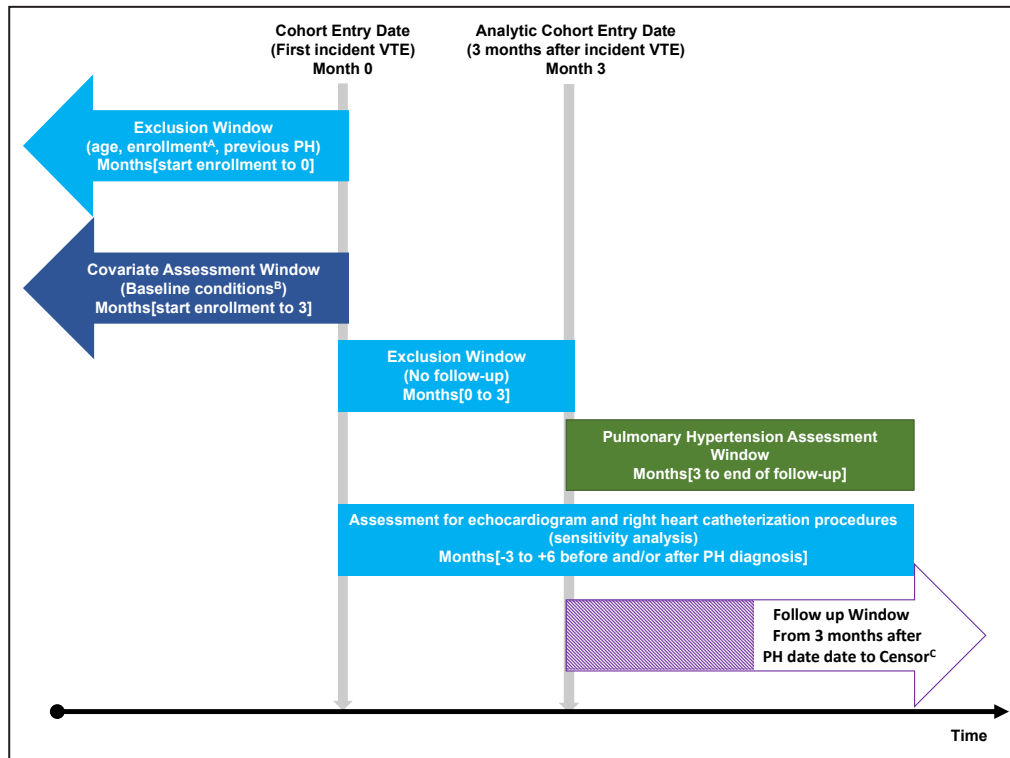 Cohort Entry Date
(First incident VTE)
Month 0
Analytic Cohort Entry Date
(3 months after incident VTE)
Month 3
Exclusion Window
(age, enrollmentA, previous PH)
Months[start enrollment to 0]
Covariate Assessment Window
(Baseline conditionsB)
Months[start enrollment to 3]
Exclusion Window
(No follow-up)
Months[0 to 3]
Pulmonary Hypertension Assessment
Window
Months[3 to end of follow-up]
Assessment for echocardiogram and right heart catheterization procedures
(sensitivity analysis)
Months[-3 to +6 before and/or after PH diagnosis]
Follow up Window
From 3 months after
PH date date to CensorC
Time